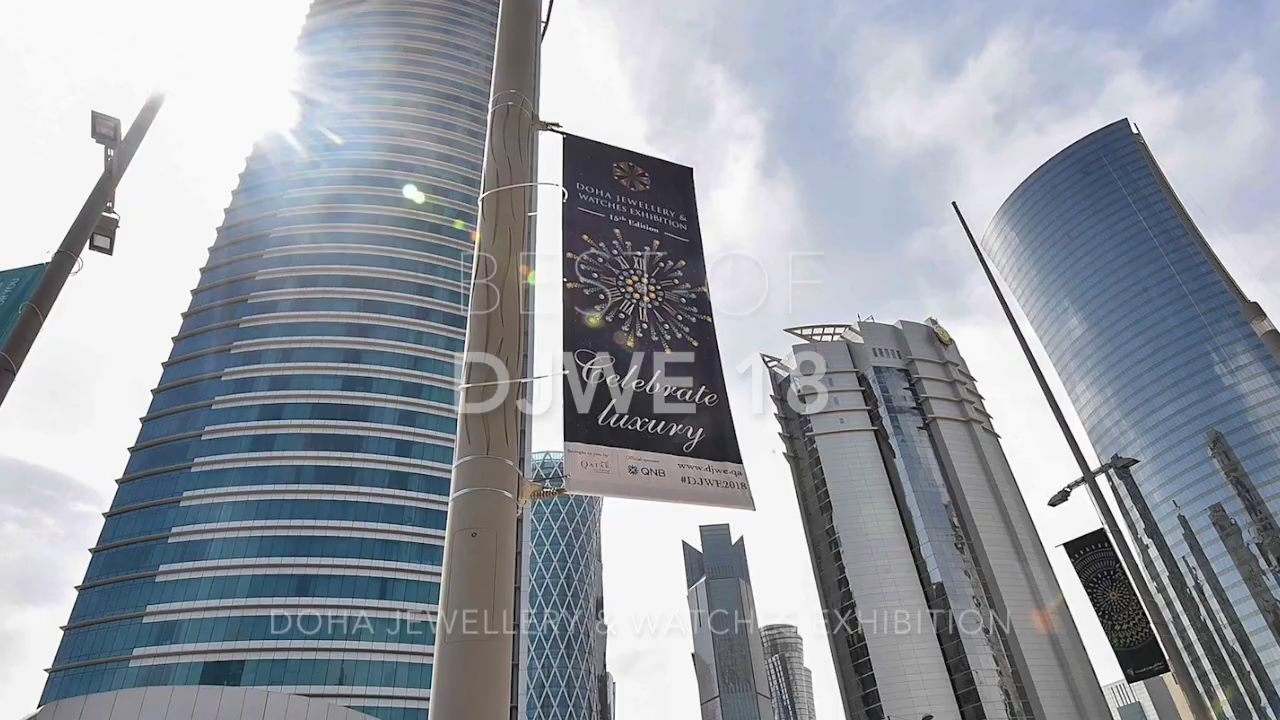 DOHA JEWELLERY &
WATCHES EXHIBITION
15th Edition
BEST OF
DJWE 18
Celebrate
luxury
QATAR
QNB
www.djwe.qa
#DJWE2018
DOHA JEWELLERY & WATCHES EXHIBITION